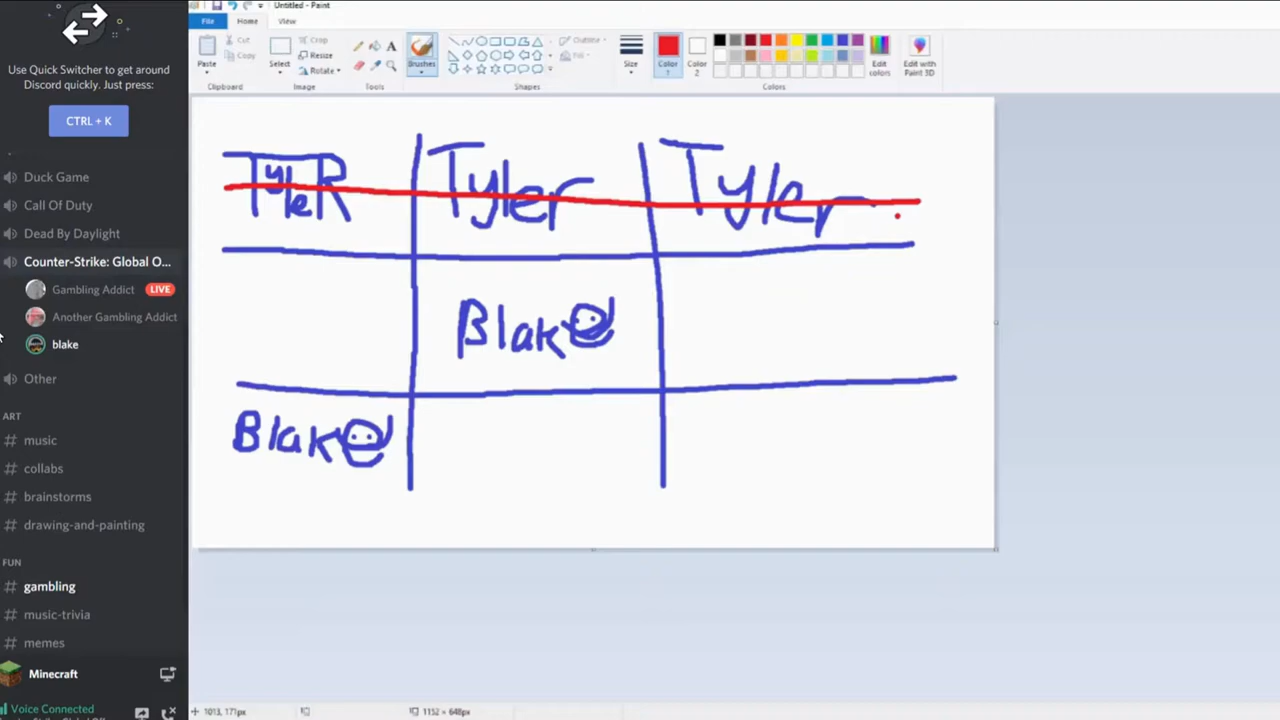 Untitled - Paint
File Home View
Use Quick Switcher to get around
Discord quickly. Just press:
CTRL + K
Paste
Cut
Copy
Clipboard
Select
Crop
Resize
Rotate
Image
A
Tools
Brushes
Outline
Fill
Shapes
Size
Color
1
Color
2
Edit
colors
Edit with
Paint 3D
Colors
TyleR Tyler Tyler
Blake
Blake
Duck Game
Call Of Duty
Dead By Daylight
Counter-Strike: Global O...
Gambling Addict LIVE
Another Gambling Addict
blake
Other
ART
# music
# collabs
# brainstorms
# drawing-and-painting
FUN
# gambling
# music-trivia
# memes
Minecraft
Voice Connected
1013, 171px
1152 × 648px